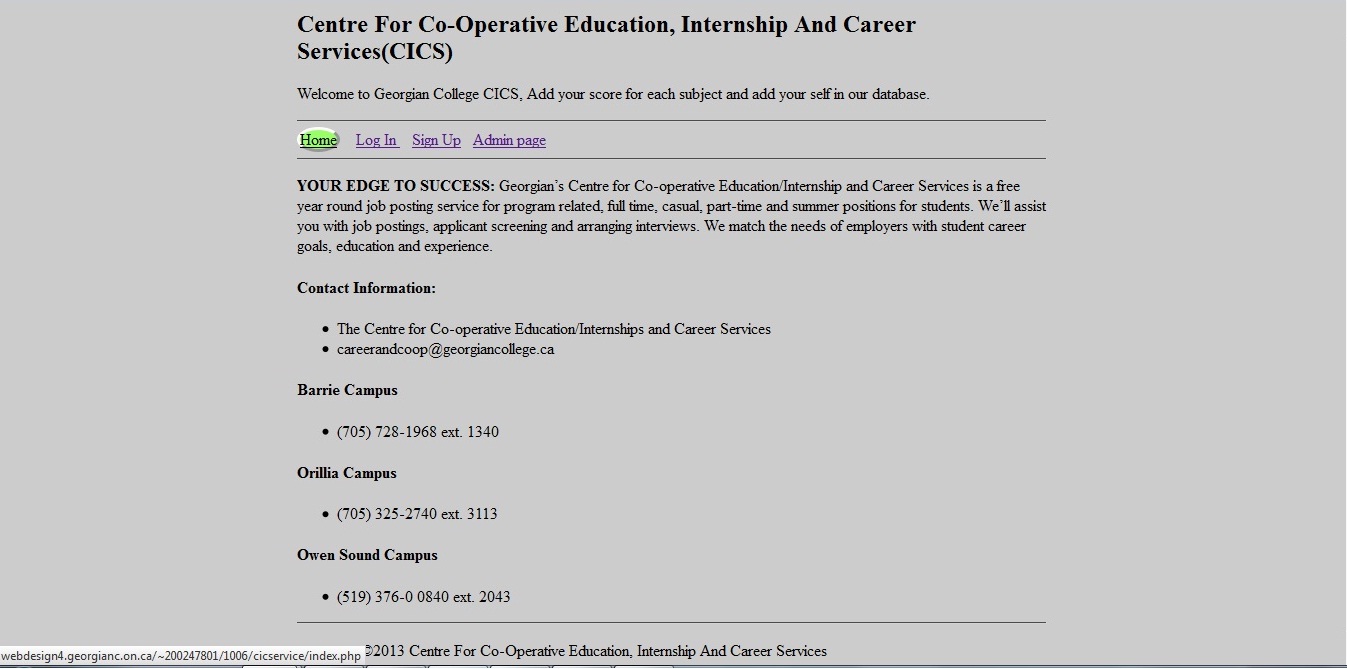 Centre For Co-Operative Education, Internship And Career
Services(CICS)
Welcome to Georgian College CICS, Add your score for each subject and add your self in our database.
Home Log In Sign Up Admin page
YOUR EDGE TO SUCCESS: Georgian's Centre for Co-operative Education/Internship and Career Services is a free
year round job posting service for program related, full time, casual, part-time and summer positions for students. We'll assist
you with job postings, applicant screening and arranging interviews. We match the needs of employers with student career
goals, education and experience.
Contact Information:
• The Centre for Co-operative Education/Internships and Career Services
• careerandcoop@georgiancollege.ca
Barrie Campus
• (705) 728-1968 ext. 1340
Orillia Campus
• (705) 325-2740 ext. 3113
Owen Sound Campus
• (519) 376-0 0840 ext. 2043
©2013 Centre For Co-Operative Education, Internship And Career Services
webdesign4.georgianc.on.ca/~200247801/1006/cicservice/index.php